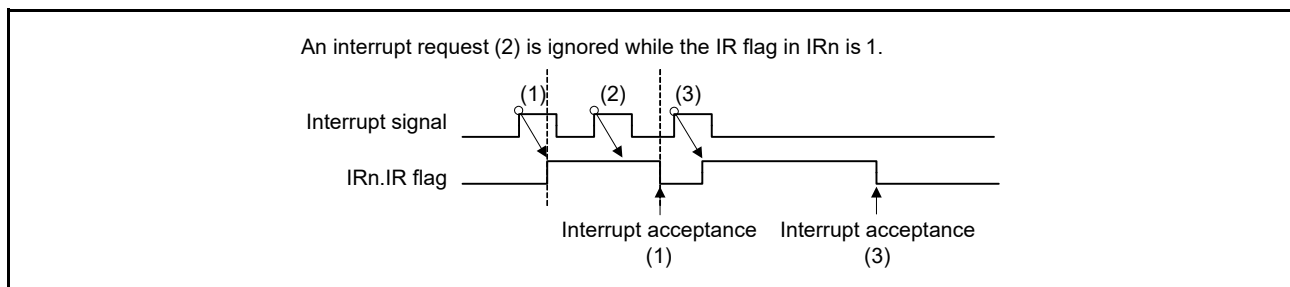 An interrupt request (2) is ignored while the IR flag in IRn is 1.
(1) (2) (3)
Interrupt signal
IRn.IR flag
Interrupt acceptance Interrupt acceptance
(1) (3)